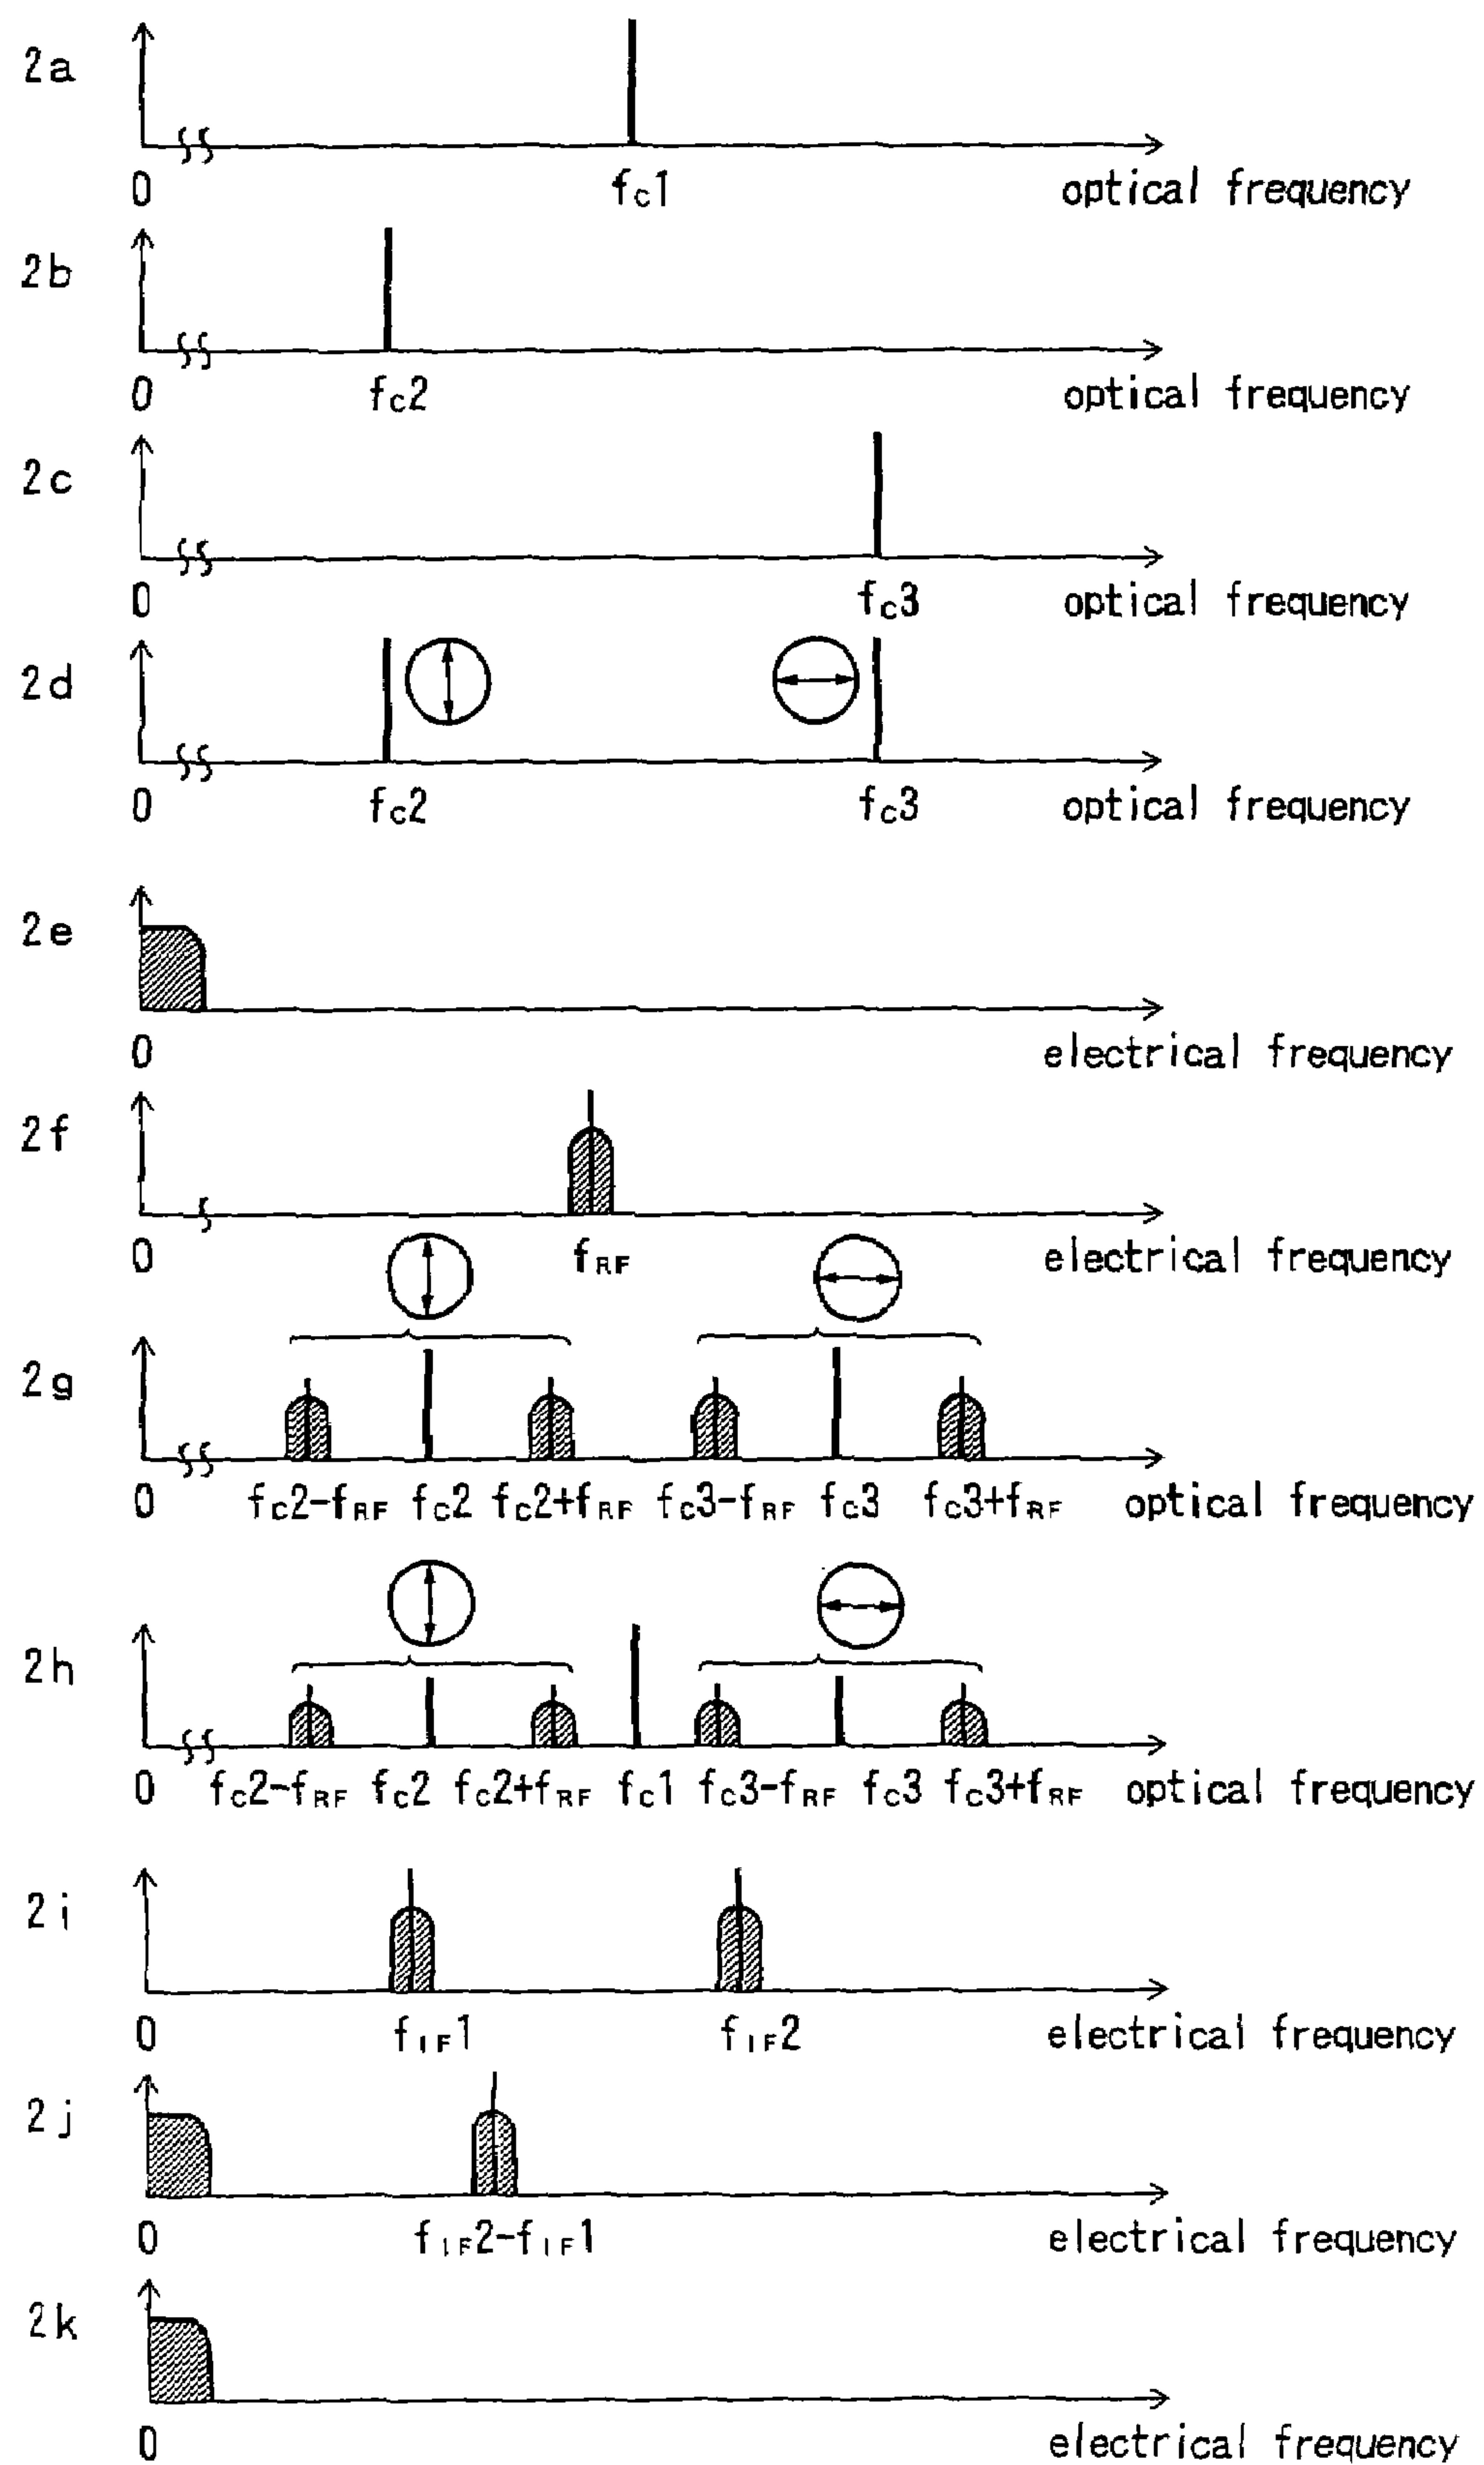 2a
0 fc1 optical frequency
2b
0 fc2 optical frequency
2c
0 fc3 optical frequency
2d
0 fc2 fc3 optical frequency
2e
0 electrical frequency
2f
0 fRF electrical frequency
2g
0 fc2-fRF fc2 fc2+fRF fc3-fRF fc3 fc3+fRF optical frequency
2h
0 fc2-fRF fc2 fc2+fRF fc1 fc3-fRF fc3 fc3+fRF optical frequency
2i
0 fIF1 fIF2 electrical frequency
2j
0 fIF2-fIF1 electrical frequency
2k
0 electrical frequency